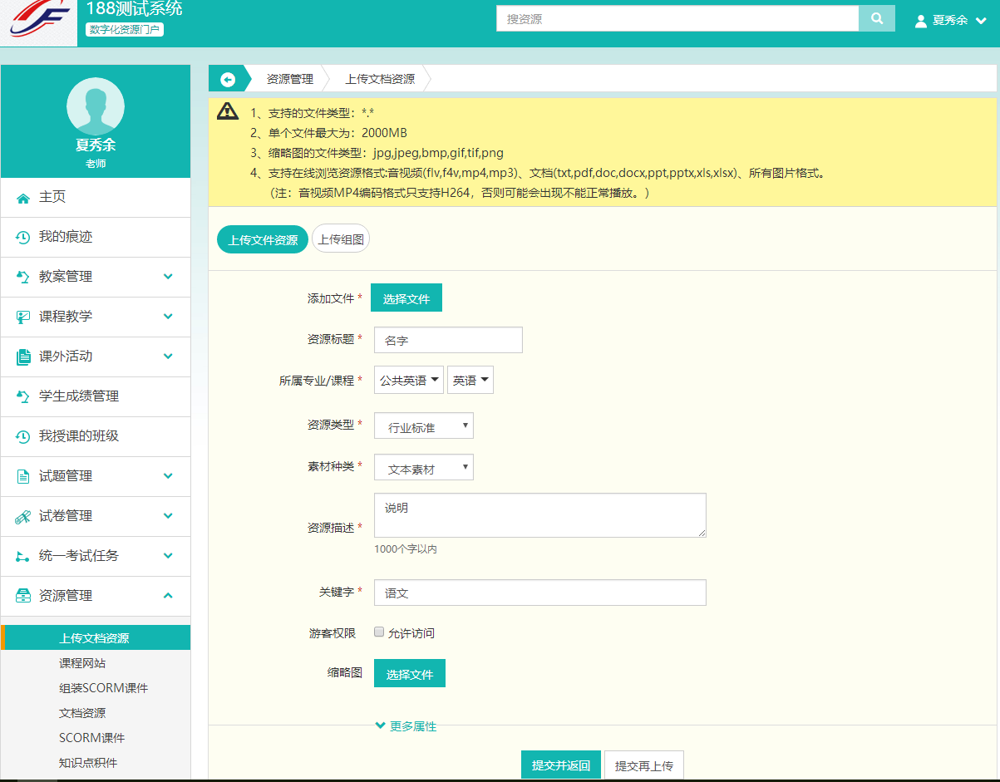 188测试系统
数字化资源门户
搜资源
夏秀余
夏秀余
老师
主页
我的痕迹
教案管理
课程教学
课外活动
学生成绩管理
我授课的班级
试题管理
试卷管理
统一考试任务
资源管理
上传文档资源
课程网站
组装SCORM课件
文档资源
SCORM课件
知识点积件
资源管理
上传文档资源
1、支持的文件类型：*.*
2、单个文件最大为：2000MB
3、缩略图的文件类型：jpg,jpeg,bmp,gif,tif,png
4、支持在线浏览资源格式:音视频(flv,f4v,mp4,mp3)、文档(txt,pdf,doc,docx,ppt,pptx,xls,xlsx)、所有图片格式。
（注：音视频MP4编码格式只支持H264，否则可能会出现不能正常播放。）
上传文件资源 上传组图
添加文件 * 选择文件
资源标题 * 名字
所属专业/课程 * 公共英语 英语
资源类型 * 行业标准
素材种类 * 文本素材
资源描述 * 说明
1000个字以内
关键字 * 语文
游客权限 允许访问
缩略图 选择文件
更多属性
提交并返回 提交再上传